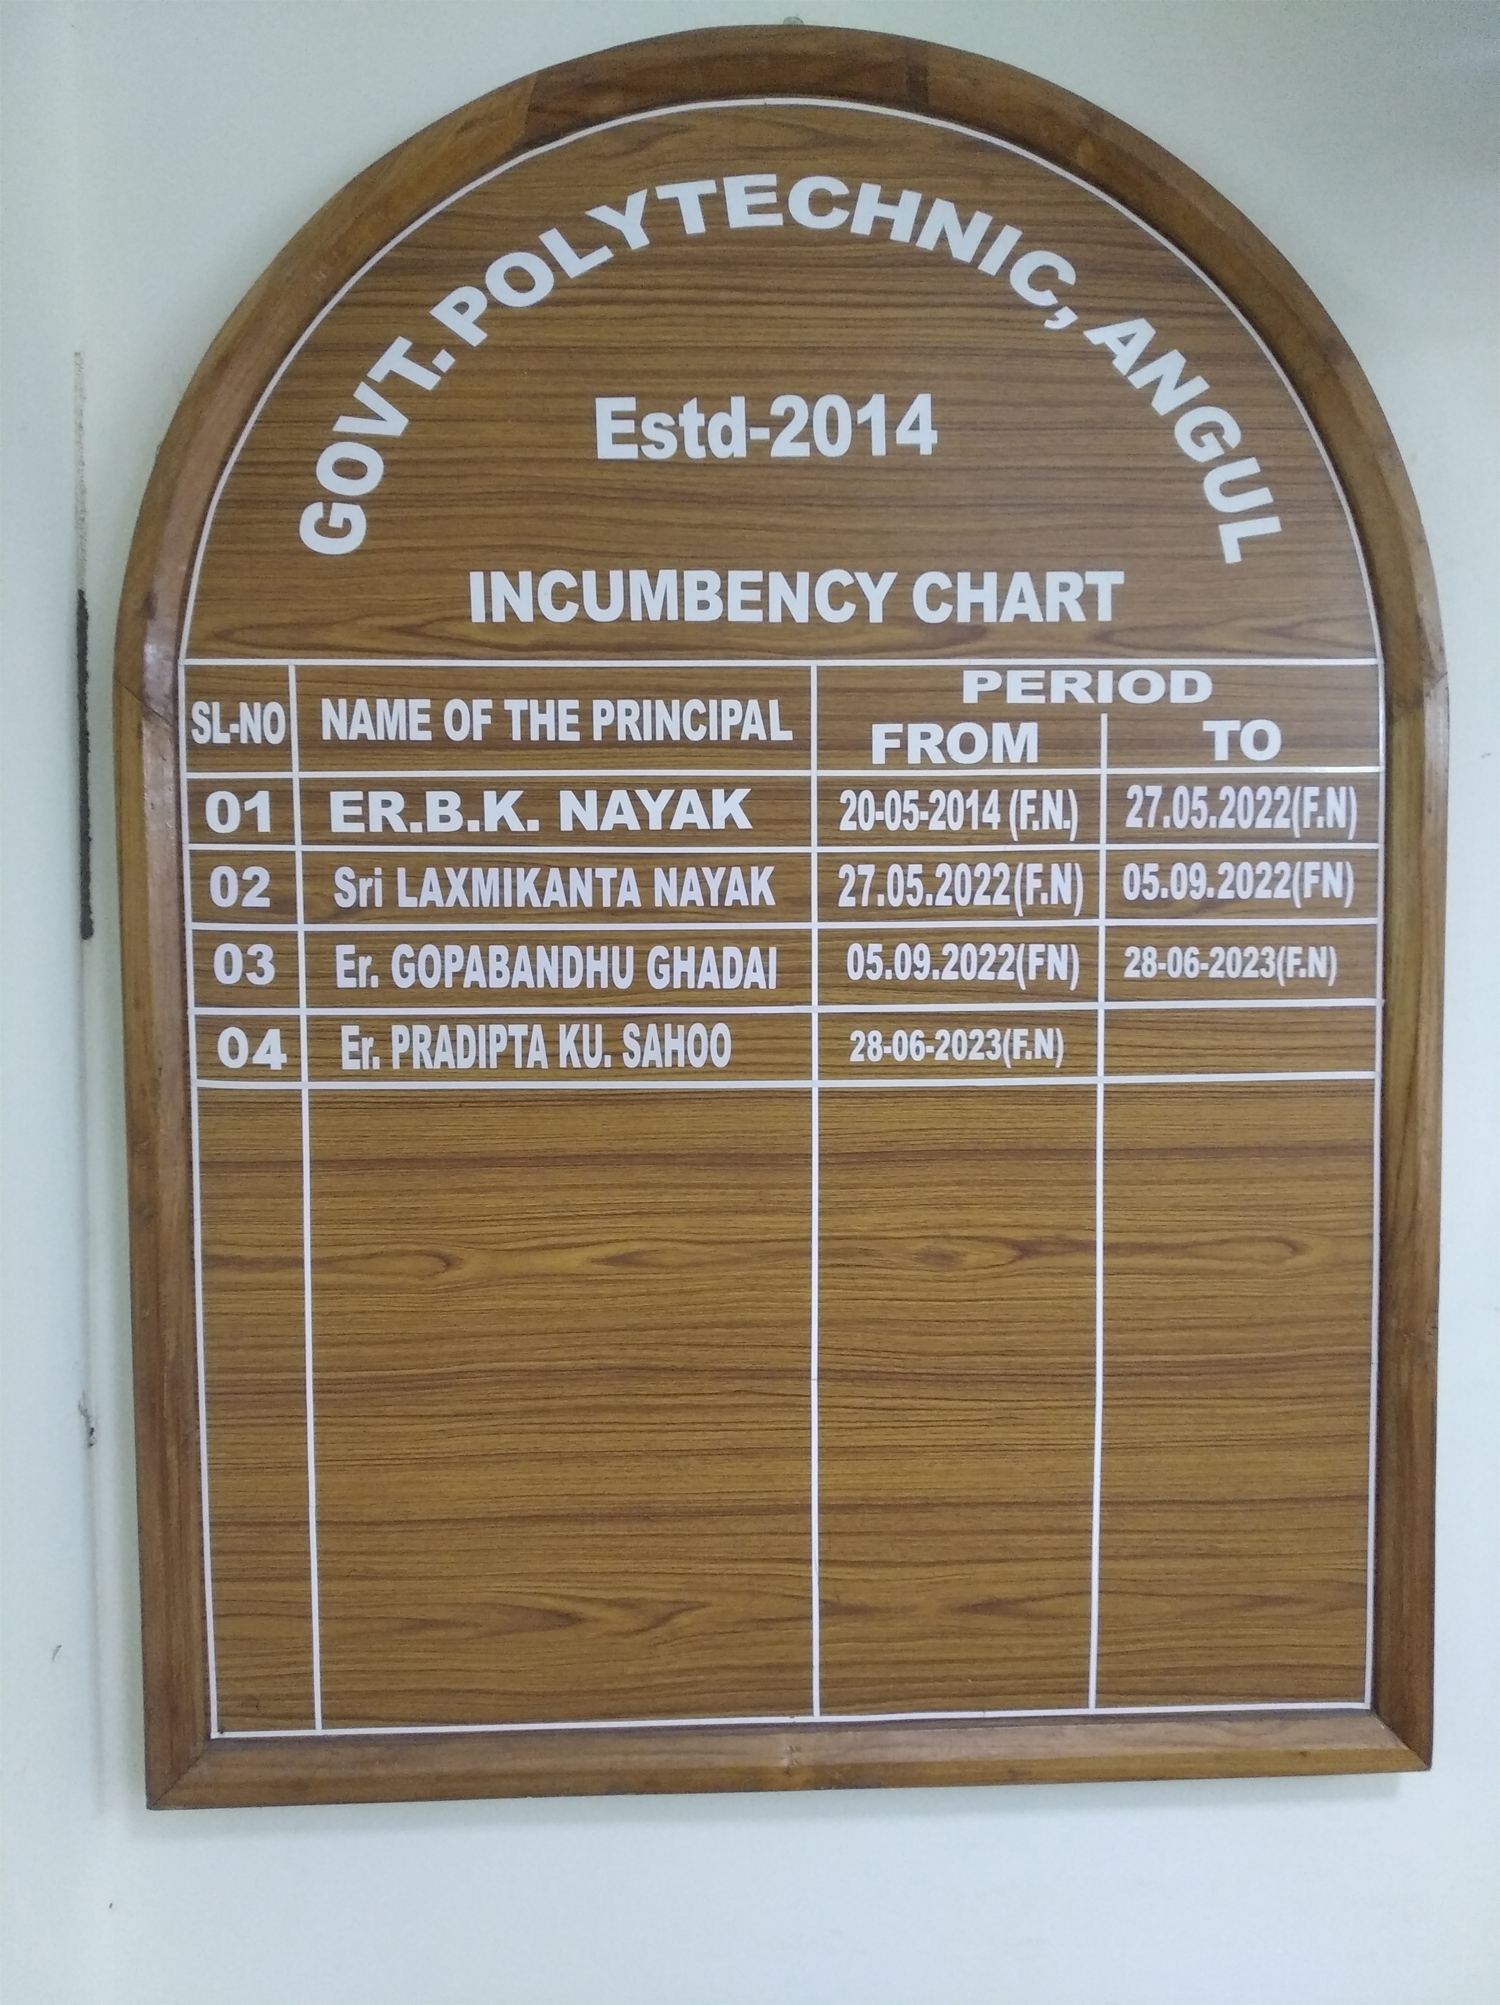 GOVT. POLYTECHNIC, ANGUL
Estd-2014
INCUMBENCY CHART
SL-NO NAME OF THE PRINCIPAL PERIOD
FROM TO
01 ER.B.K. NAYAK 20-05-2014 (F.N.) 27.05.2022(F.N)
02 Sri LAXMIKANTA NAYAK 27.05.2022(F.N) 05.09.2022(FN)
03 Er. GOPABANDHU GHADAI 05.09.2022(FN) 28-06-2023(F.N)
04 Er. PRADIPTA KU. SAHOO 28-06-2023(F.N)